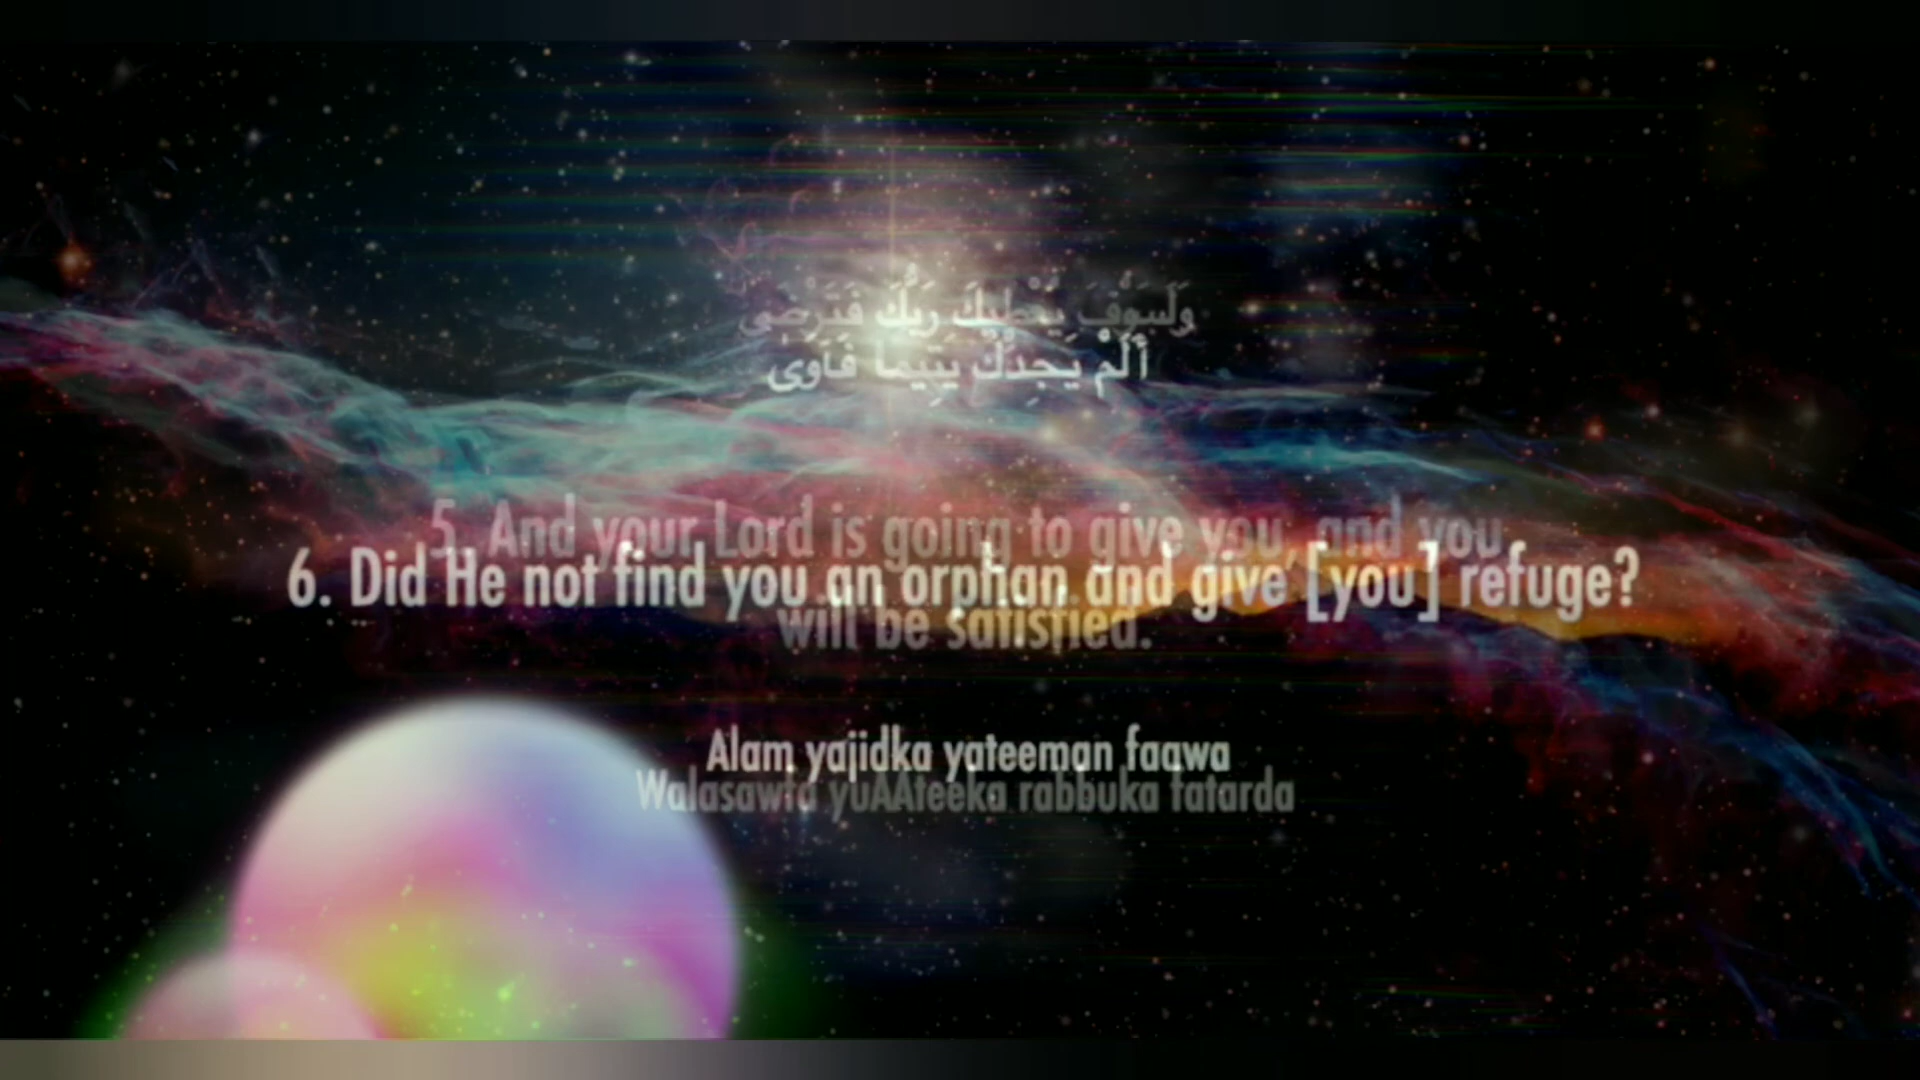 وَلَسَوْفَ يُعْطِيكَ رَبُّكَ فَتَرْضَى
أَلَمْ يَجِدْكَ يَتِيمًا فَآوَى
5. And your Lord is going to give you, and you
6. Did He not find you an orphan and give [you] refuge?
will be satisfied.
Alam yajidka yateeman faawa
Walasawfa yuAAteeka rabbuka fatarda